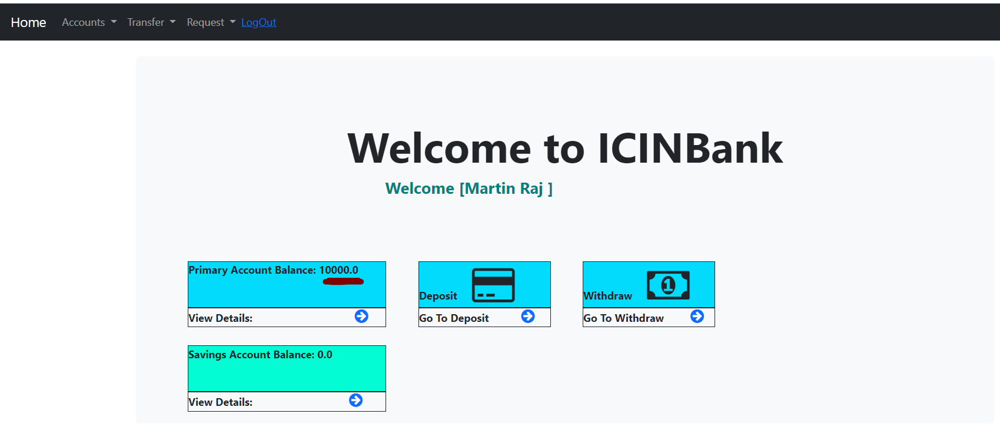 Home Accounts Transfer Request LogOut
Welcome to ICINBank
Welcome [Martin Raj ]
Primary Account Balance: 10000.0
View Details:
Deposit
Go To Deposit
1
Withdraw
Go To Withdraw
Savings Account Balance: 0.0
View Details: